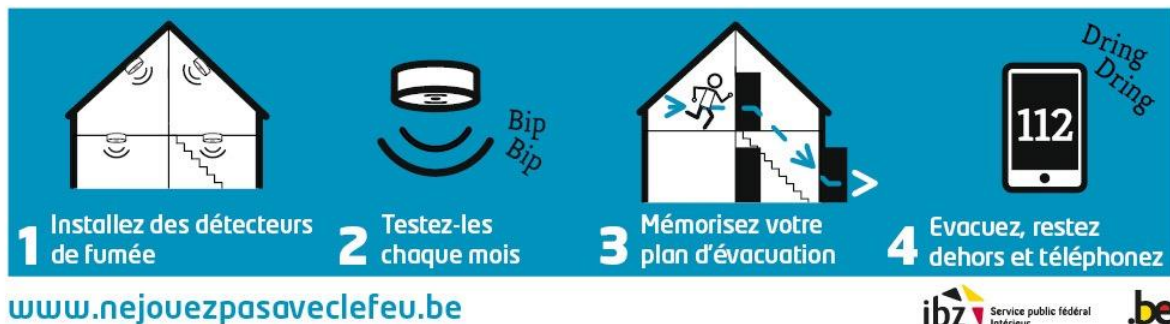 Bip
Bip
Dring
Dring
112
1 Installez des détecteurs
de fumée
2 Testez-les
chaque mois
3 Mémorisez votre
plan d'évacuation
4 Evacuez, restez
dehors et téléphonez
www.nejouezpasaveclefeu.be
ibz Service public fédéral
Intérieur
.be